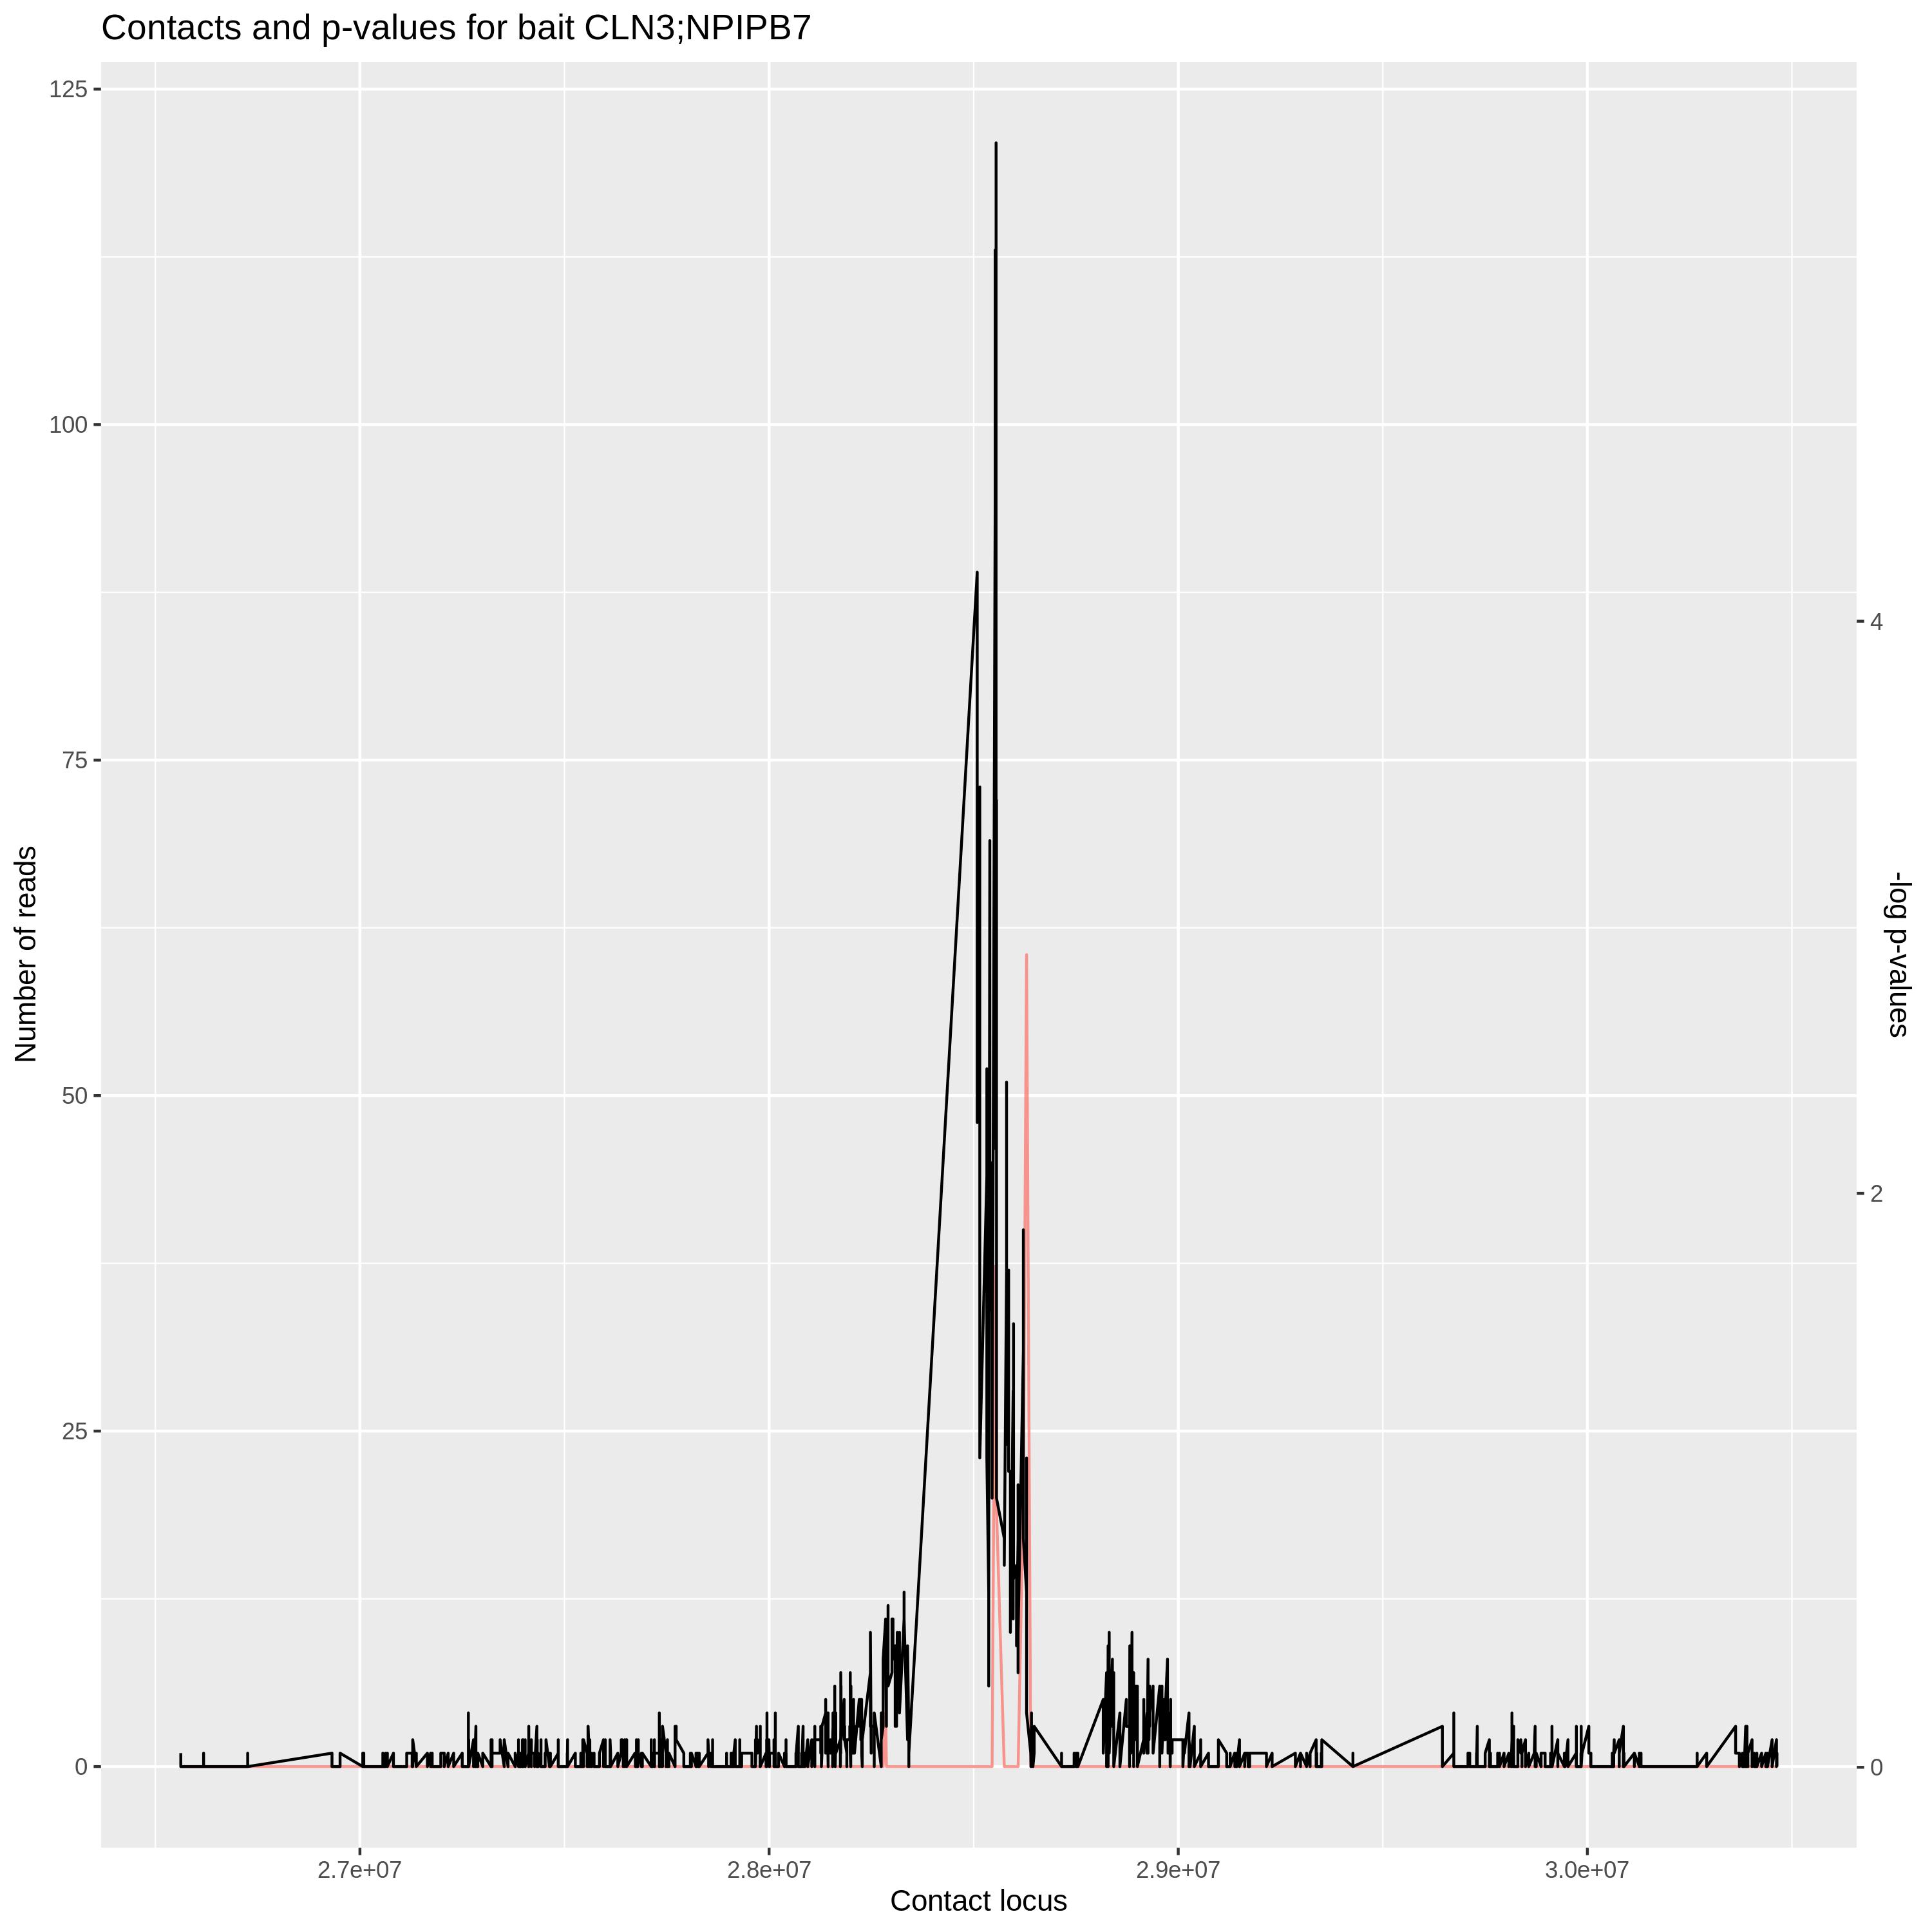 Contacts and p-values for bait CLN3;NPIPB7
125
100
75
50
25
0
Number of reads
4
2
0
-log p-values
2.7e+07 2.8e+07 2.9e+07 3.0e+07
Contact locus